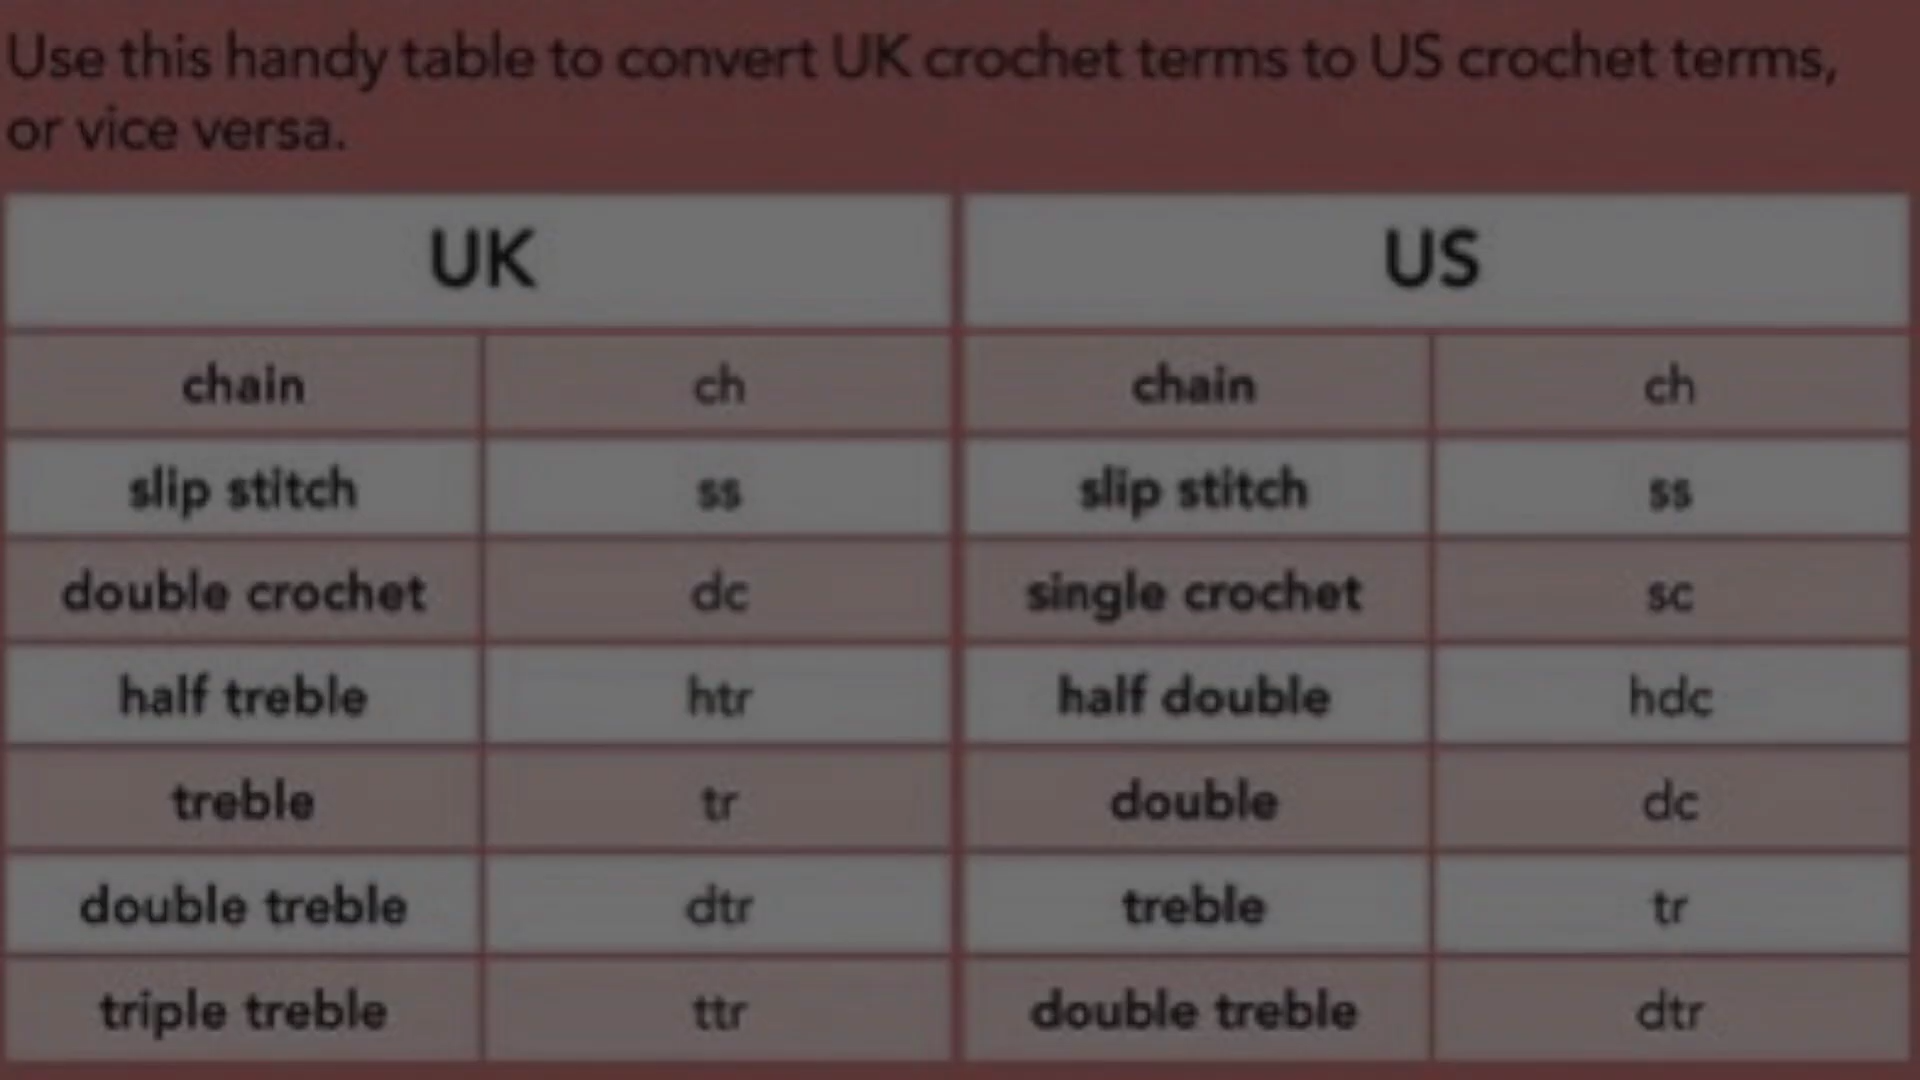 Use this handy table to convert UK crochet terms to US crochet terms,
or vice versa.
UK US
chain ch chain ch
slip stitch ss slip stitch ss
double crochet dc single crochet sc
half treble htr half double hdc
treble tr double dc
double treble dtr treble tr
triple treble ttr double treble dtr